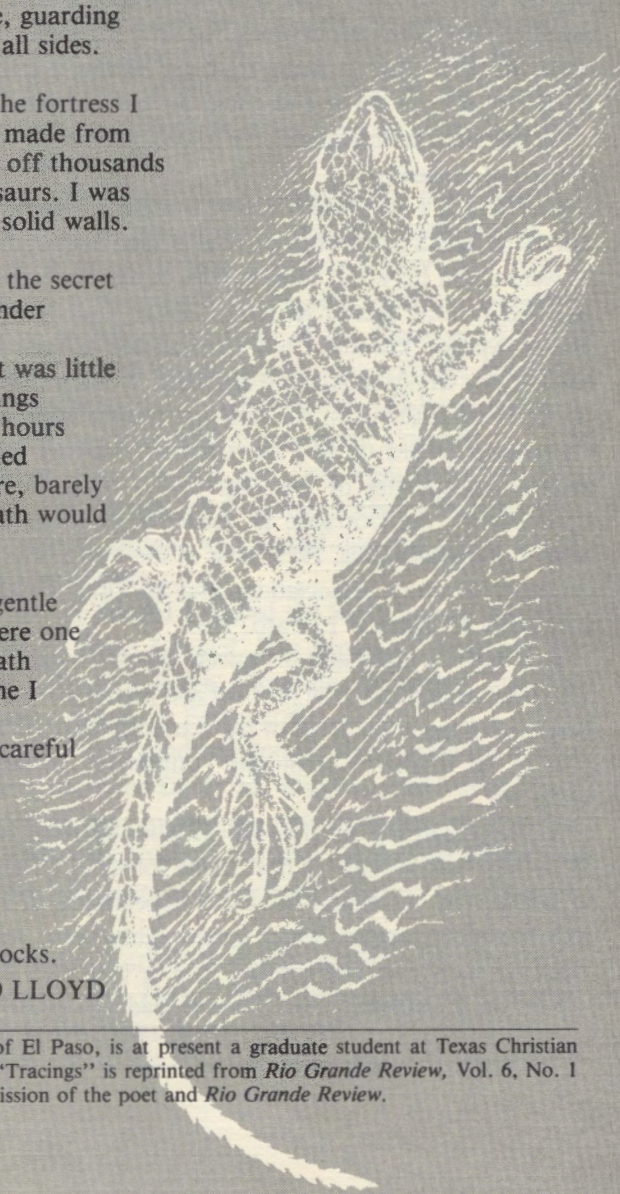 e, guarding
all sides.
he fortress I
made from
off thousands
saurs. I was
solid walls.
the secret
nder
t was little
ngs
hours
ed
re, barely
ath would
gentle
ere one
ath
ne I
careful
ocks.
LLOYD
of El Paso, is at present a graduate student at Texas Christian
"Tracings" is reprinted from Rio Grande Review, Vol. 6, No. 1
ission of the poet and Rio Grande Review.